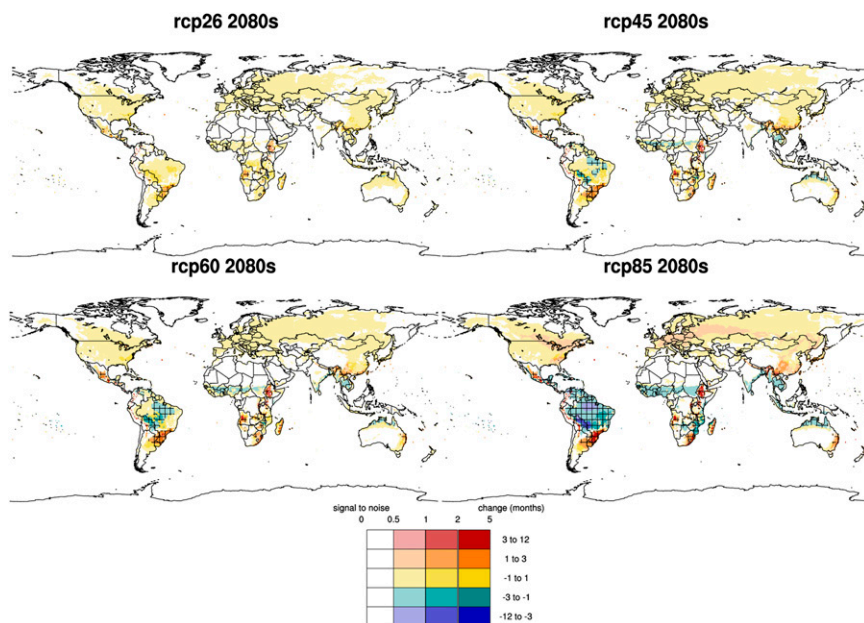 rcp26 2080s
rcp45 2080s
rcp60 2080s
rcp85 2080s
signal to noise
change (months)
0 0.5 1 2 5
3 to 12
1 to 3
-1 to 1
-3 to -1
-12 to -3